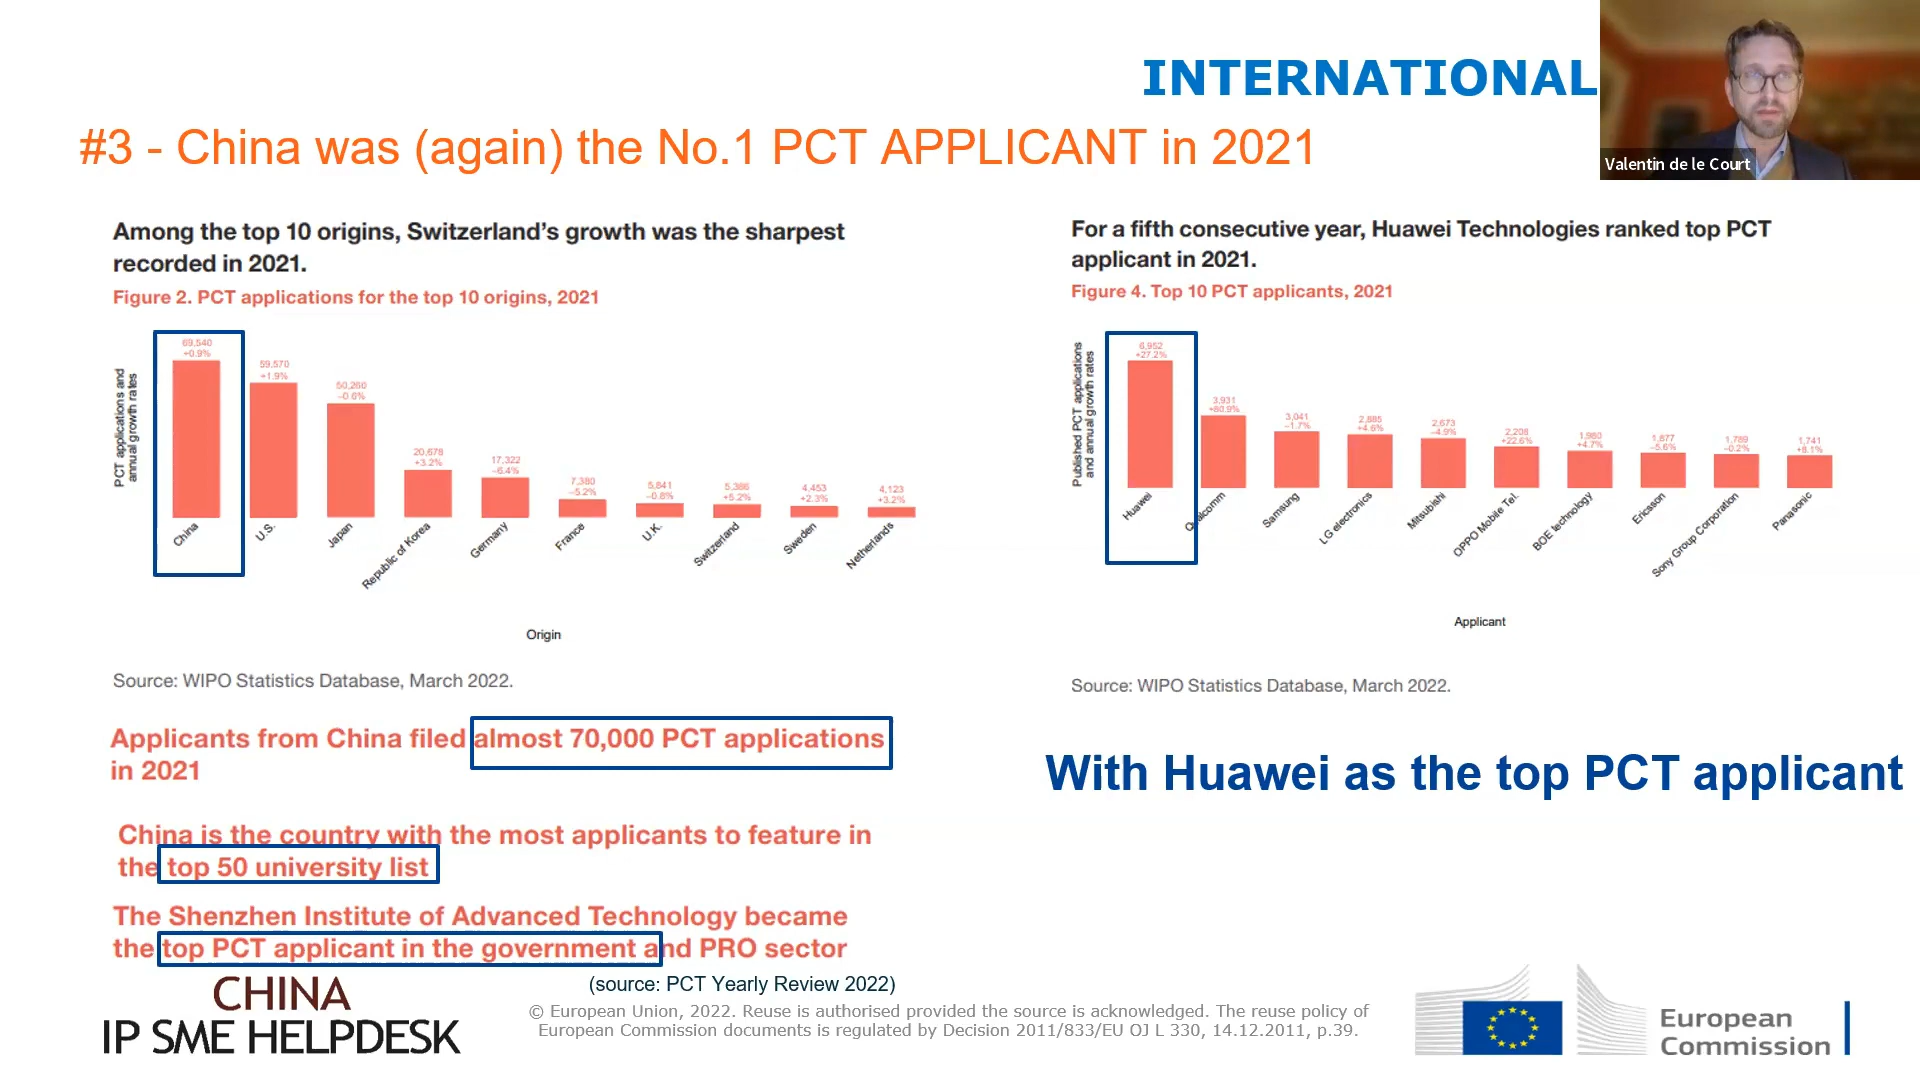 INTERNATIONAL
#3 - China was (again) the No.1 PCT APPLICANT in 2021
Valentin de le Court
Among the top 10 origins, Switzerland's growth was the sharpest
recorded in 2021.
Figure 2. PCT applications for the top 10 origins, 2021
PCT applications and
annual growth rates
69,540
+0.9%
59,570
+1.9%
50,260
–0.6%
20,678
+3.2%
17,322
–6.4%
7,380
–5.2%
5,841
–0.8%
5,386
+5.2%
4,453
+2.3%
4,123
+3.2%
China
U.S.
Japan
Republic of Korea
Germany
France
U.K.
Switzerland
Sweden
Netherlands
Origin
Source: WIPO Statistics Database, March 2022.
For a fifth consecutive year, Huawei Technologies ranked top PCT
applicant in 2021.
Figure 4. Top 10 PCT applicants, 2021
Published PCT applications
and annual growth rates
6,952
+27.2%
3,931
+80.9%
3,041
–1.7%
2,885
+4.6%
2,673
–4.9%
2,208
+22.6%
1,980
+4.7%
1,877
–5.6%
1,789
–0.2%
1,741
+8.1%
Huawei
Qualcomm
Samsung
LG electronics
Mitsubishi
OPPO Mobile Tel.
BOE technology
Ericsson
Sony Group Corporation
Panasonic
Applicant
Source: WIPO Statistics Database, March 2022.
Applicants from China filed almost 70,000 PCT applications
in 2021
With Huawei as the top PCT applicant
China is the country with the most applicants to feature in
the top 50 university list
The Shenzhen Institute of Advanced Technology became
the top PCT applicant in the government and PRO sector
(source: PCT Yearly Review 2022)
CHINA
IP SME HELPDESK
© European Union, 2022. Reuse is authorised provided the source is acknowledged. The reuse policy of
European Commission documents is regulated by Decision 2011/833/EU OJ L 330, 14.12.2011, p.39.
European
Commission